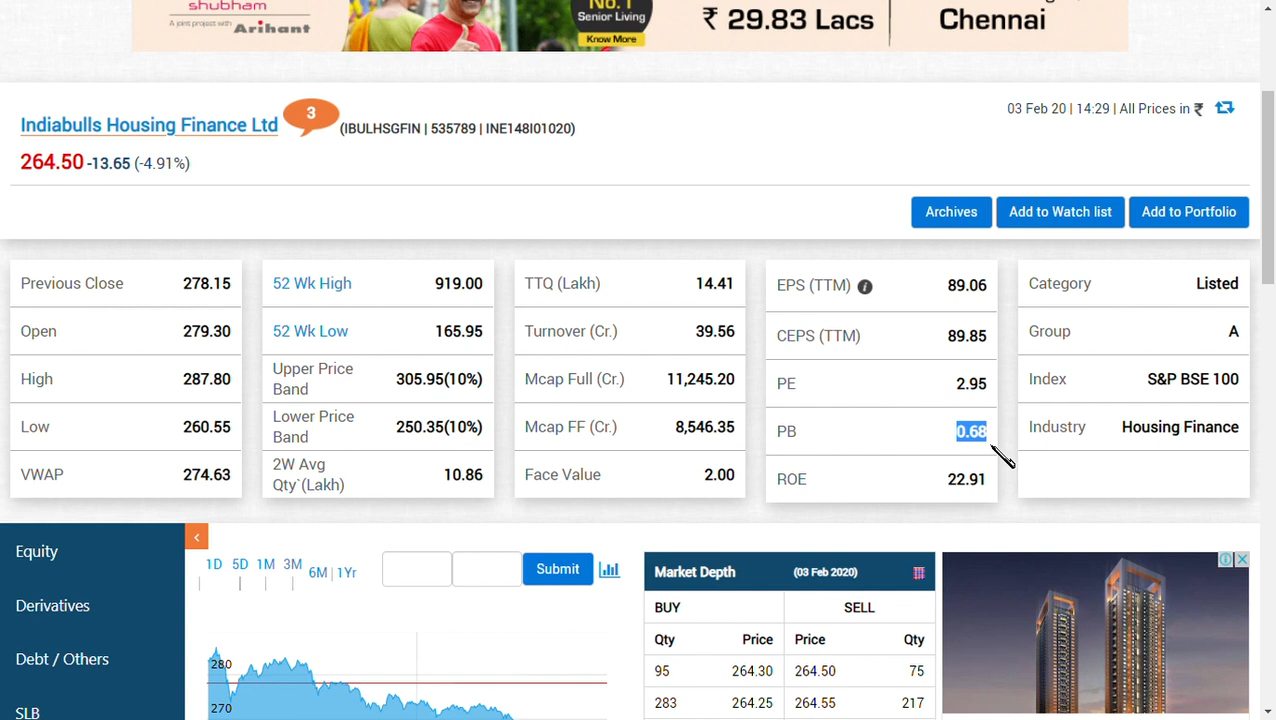 shubham
A joint project with Arihant
No.1
Senior Living
Know More
₹ 29.83 Lacs
Chennai
Indiabulls Housing Finance Ltd
3
(IBULHSGFIN | 535789 | INE148I01020)
03 Feb 20 | 14:29 | All Prices in ₹
264.50 -13.65 (-4.91%)
Archives
Add to Watch list
Add to Portfolio
Previous Close 278.15
Open 279.30
High 287.80
Low 260.55
VWAP 274.63
52 Wk High 919.00
52 Wk Low 165.95
Upper Price
Band 305.95(10%)
Lower Price
Band 250.35(10%)
2W Avg
Qty`(Lakh) 10.86
TTQ (Lakh) 14.41
Turnover (Cr.) 39.56
Mcap Full (Cr.) 11,245.20
Mcap FF (Cr.) 8,546.35
Face Value 2.00
EPS (TTM) i 89.06
CEPS (TTM) 89.85
PE 2.95
PB 0.68
ROE 22.91
Category Listed
Group A
Index S&P BSE 100
Industry Housing Finance
Equity
Derivatives
Debt / Others
SLB
1D 5D 1M 3M 6M | 1Yr
Submit
280
270
Market Depth (03 Feb 2020)
BUY SELL
Qty Price Price Qty
95 264.30 264.50 75
283 264.25 264.55 217